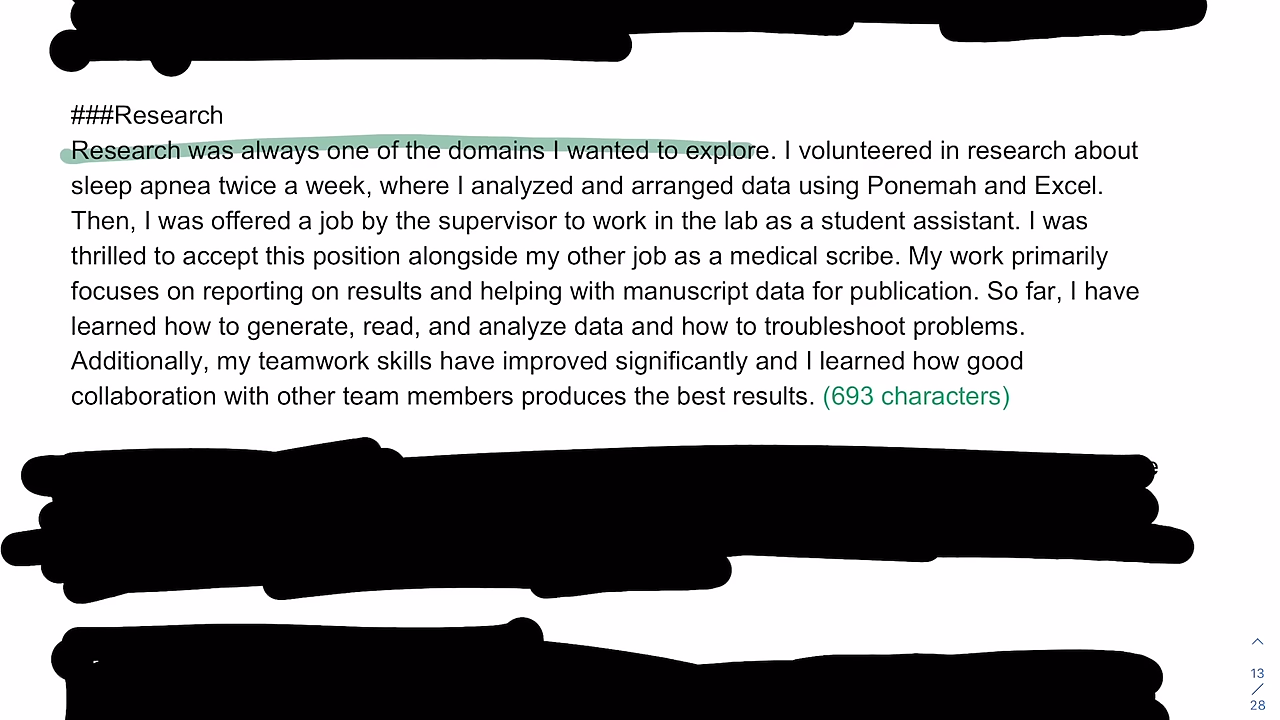 ###Research
Research was always one of the domains I wanted to explore. I volunteered in research about
sleep apnea twice a week, where I analyzed and arranged data using Ponemah and Excel.
Then, I was offered a job by the supervisor to work in the lab as a student assistant. I was
thrilled to accept this position alongside my other job as a medical scribe. My work primarily
focuses on reporting on results and helping with manuscript data for publication. So far, I have
learned how to generate, read, and analyze data and how to troubleshoot problems.
Additionally, my teamwork skills have improved significantly and I learned how good
collaboration with other team members produces the best results. (693 characters)
13
/
28